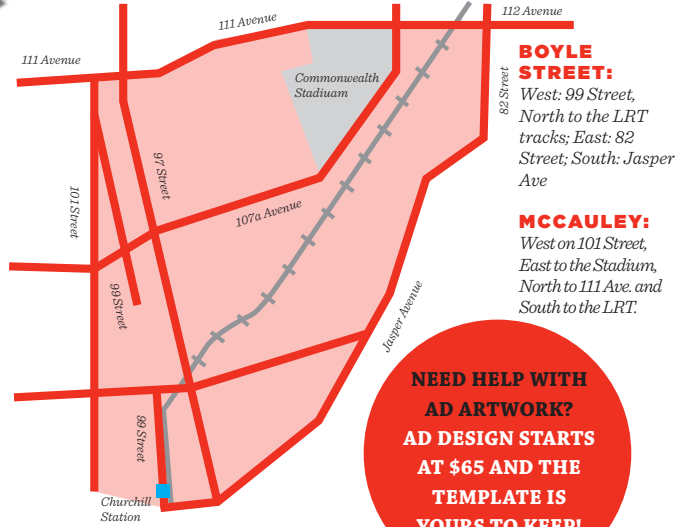 112 Avenue
111 Avenue
111 Avenue
BOYLE
STREET:
West: 99 Street,
North to the LRT
tracks; East: 82
Street; South: Jasper
Ave
82 Street
Commonwealth
Stadiuam
97 Street
101 Street
107a Avenue
MCCAULEY:
West on 101 Street,
East to the Stadium,
North to 111 Ave. and
South to the LRT.
99 Street
Jasper Avenue
99 Street
Churchill
Station
NEED HELP WITH
AD ARTWORK?
AD DESIGN STARTS
AT $65 AND THE
TEMPLATE IS
YOURS TO KEEP!